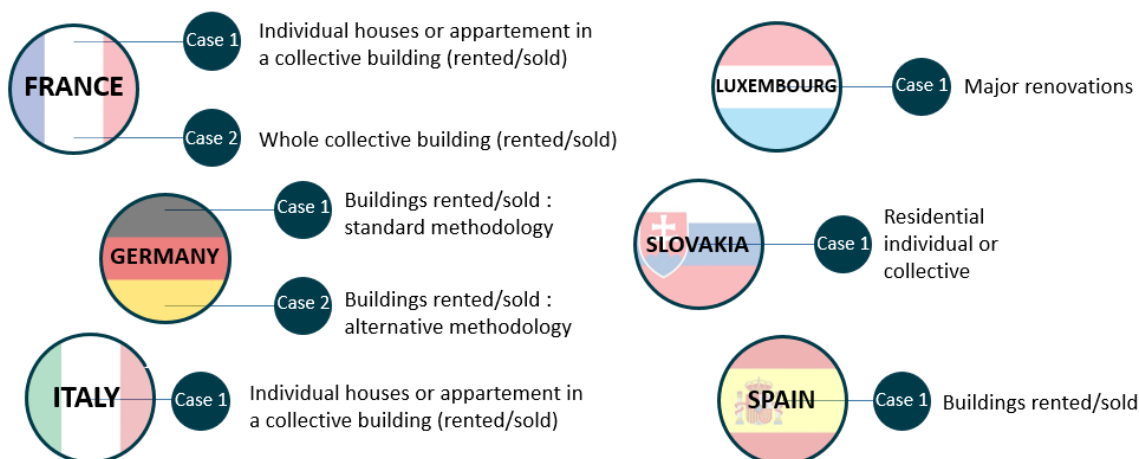 FRANCE
Case 1
Individual houses or appartement in
a collective building (rented/sold)
Case 2
Whole collective building (rented/sold)
GERMANY
Case 1
Buildings rented/sold :
standard methodology
Case 2
Buildings rented/sold :
alternative methodology
ITALY
Case 1
Individual houses or appartement in
a collective building (rented/sold)
LUXEMBOURG
Case 1
Major renovations
SLOVAKIA
Case 1
Residential
individual or
collective
SPAIN
Case 1
Buildings rented/sold